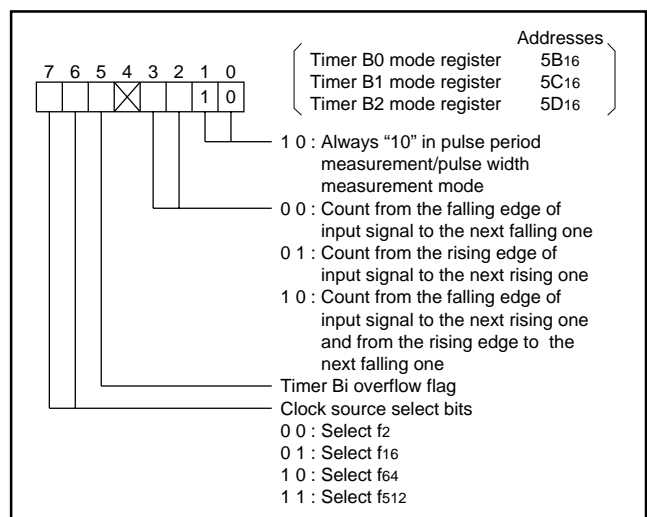 Addresses
Timer B0 mode register 5B16
Timer B1 mode register 5C16
Timer B2 mode register 5D16
7 6 5 4 3 2 1 0
1 0
1 0 : Always “10” in pulse period
measurement/pulse width
measurement mode
0 0 : Count from the falling edge of
input signal to the next falling one
0 1 : Count from the rising edge of
input signal to the next rising one
1 0 : Count from the falling edge of
input signal to the next rising one
and from the rising edge to the
next falling one
Timer Bi overflow flag
Clock source select bits
0 0 : Select f2
0 1 : Select f16
1 0 : Select f64
1 1 : Select f512